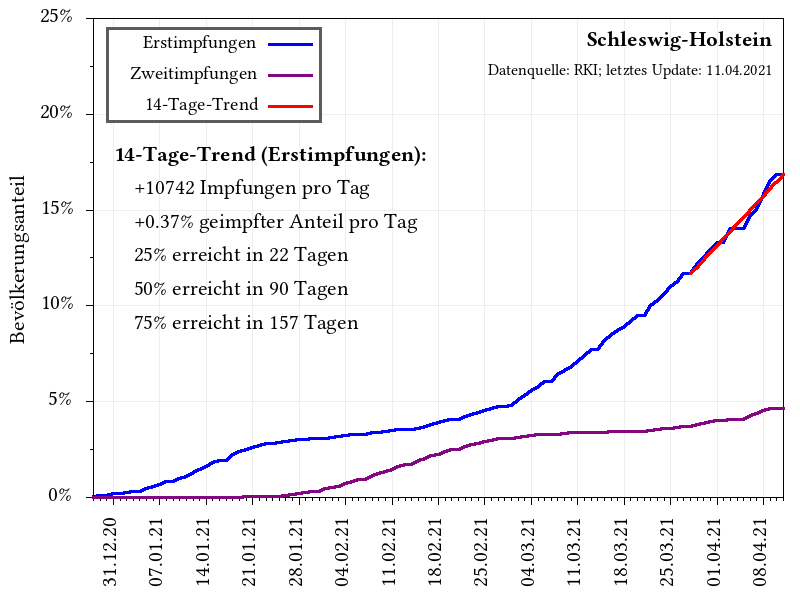 25%
20%
15%
10%
5%
0%
Bevölkerungsanteil
Erstimpfungen
Zweitimpfungen
14-Tage-Trend
Schleswig-Holstein
Datenquelle: RKI; letztes Update: 11.04.2021
14-Tage-Trend (Erstimpfungen):
+10742 Impfungen pro Tag
+0.37% geimpfter Anteil pro Tag
25% erreicht in 22 Tagen
50% erreicht in 90 Tagen
75% erreicht in 157 Tagen
31.12.20
07.01.21
14.01.21
21.01.21
28.01.21
04.02.21
11.02.21
18.02.21
25.02.21
04.03.21
11.03.21
18.03.21
25.03.21
01.04.21
08.04.21